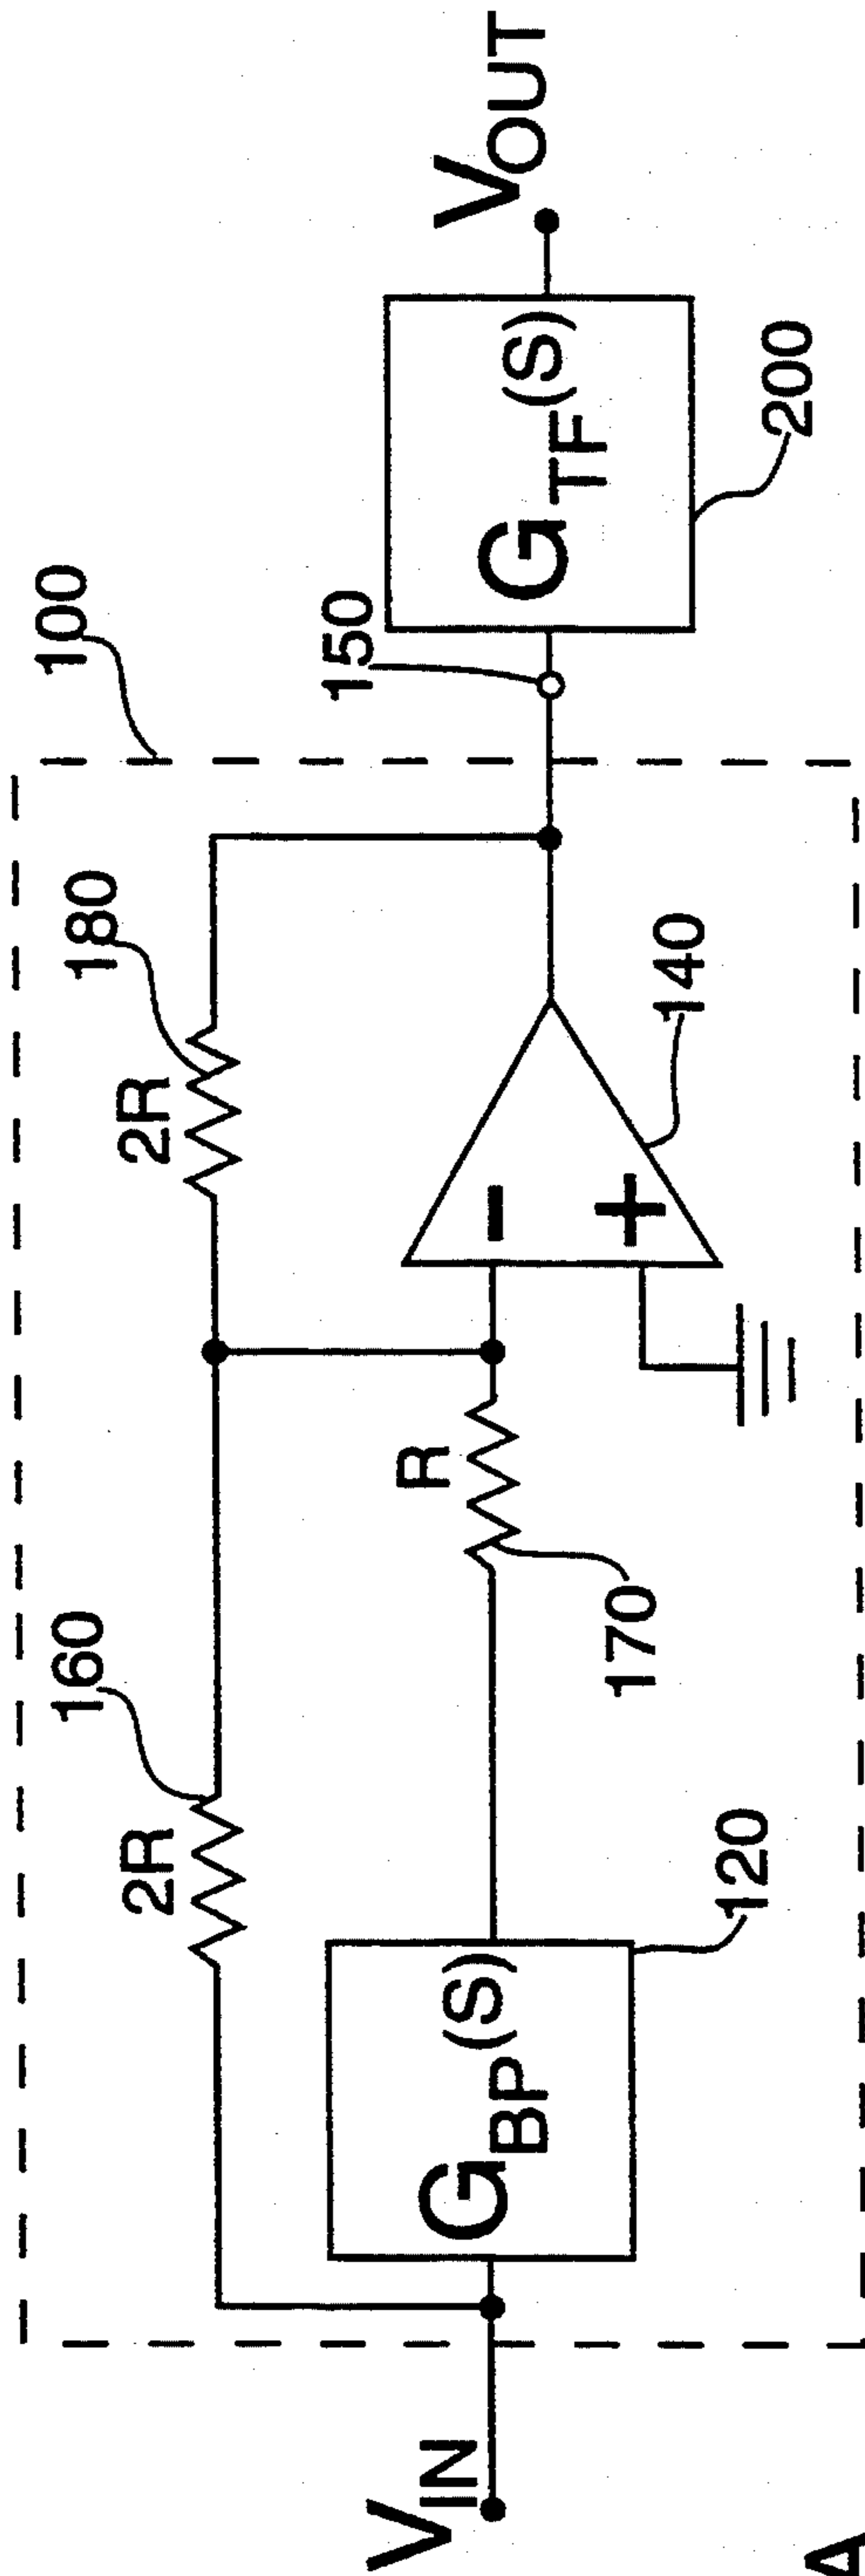 100
160
2R
180
2R
150
V_IN
G_BP(S)
R
G_TF(S)
V_OUT
120
170
-
+
140
200
A